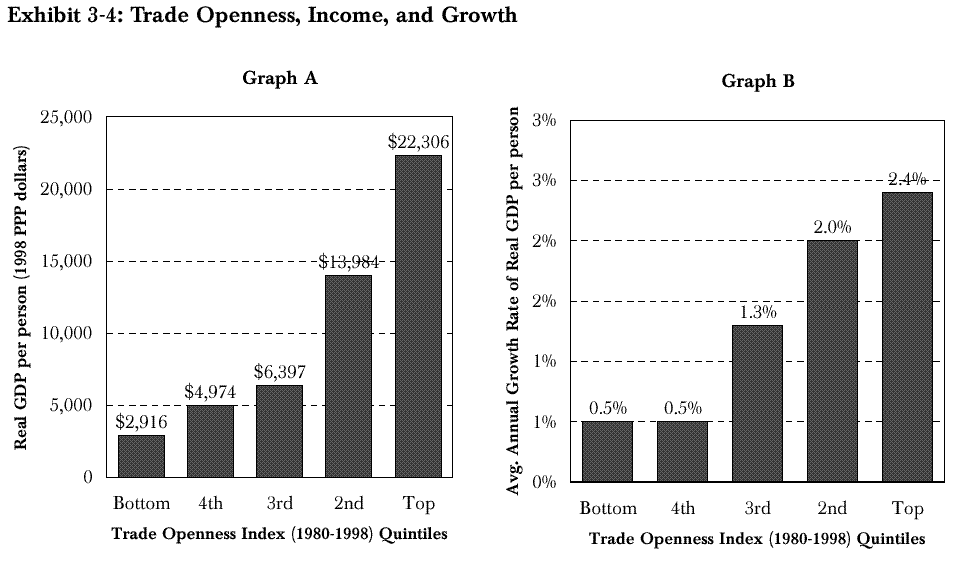 Exhibit 3-4: Trade Openness, Income, and Growth
Graph A
Real GDP per person (1998 PPP dollars)
25,000
20,000
15,000
10,000
5,000
0
$2,916
$4,974
$6,397
$13,984
$22,306
Bottom 4th 3rd 2nd Top
Trade Openness Index (1980-1998) Quintiles
Graph B
Avg. Annual Growth Rate of Real GDP per person
3%
3%
2%
2%
1%
1%
0%
0.5%
0.5%
1.3%
2.0%
2.4%
Bottom 4th 3rd 2nd Top
Trade Openness Index (1980-1998) Quintiles